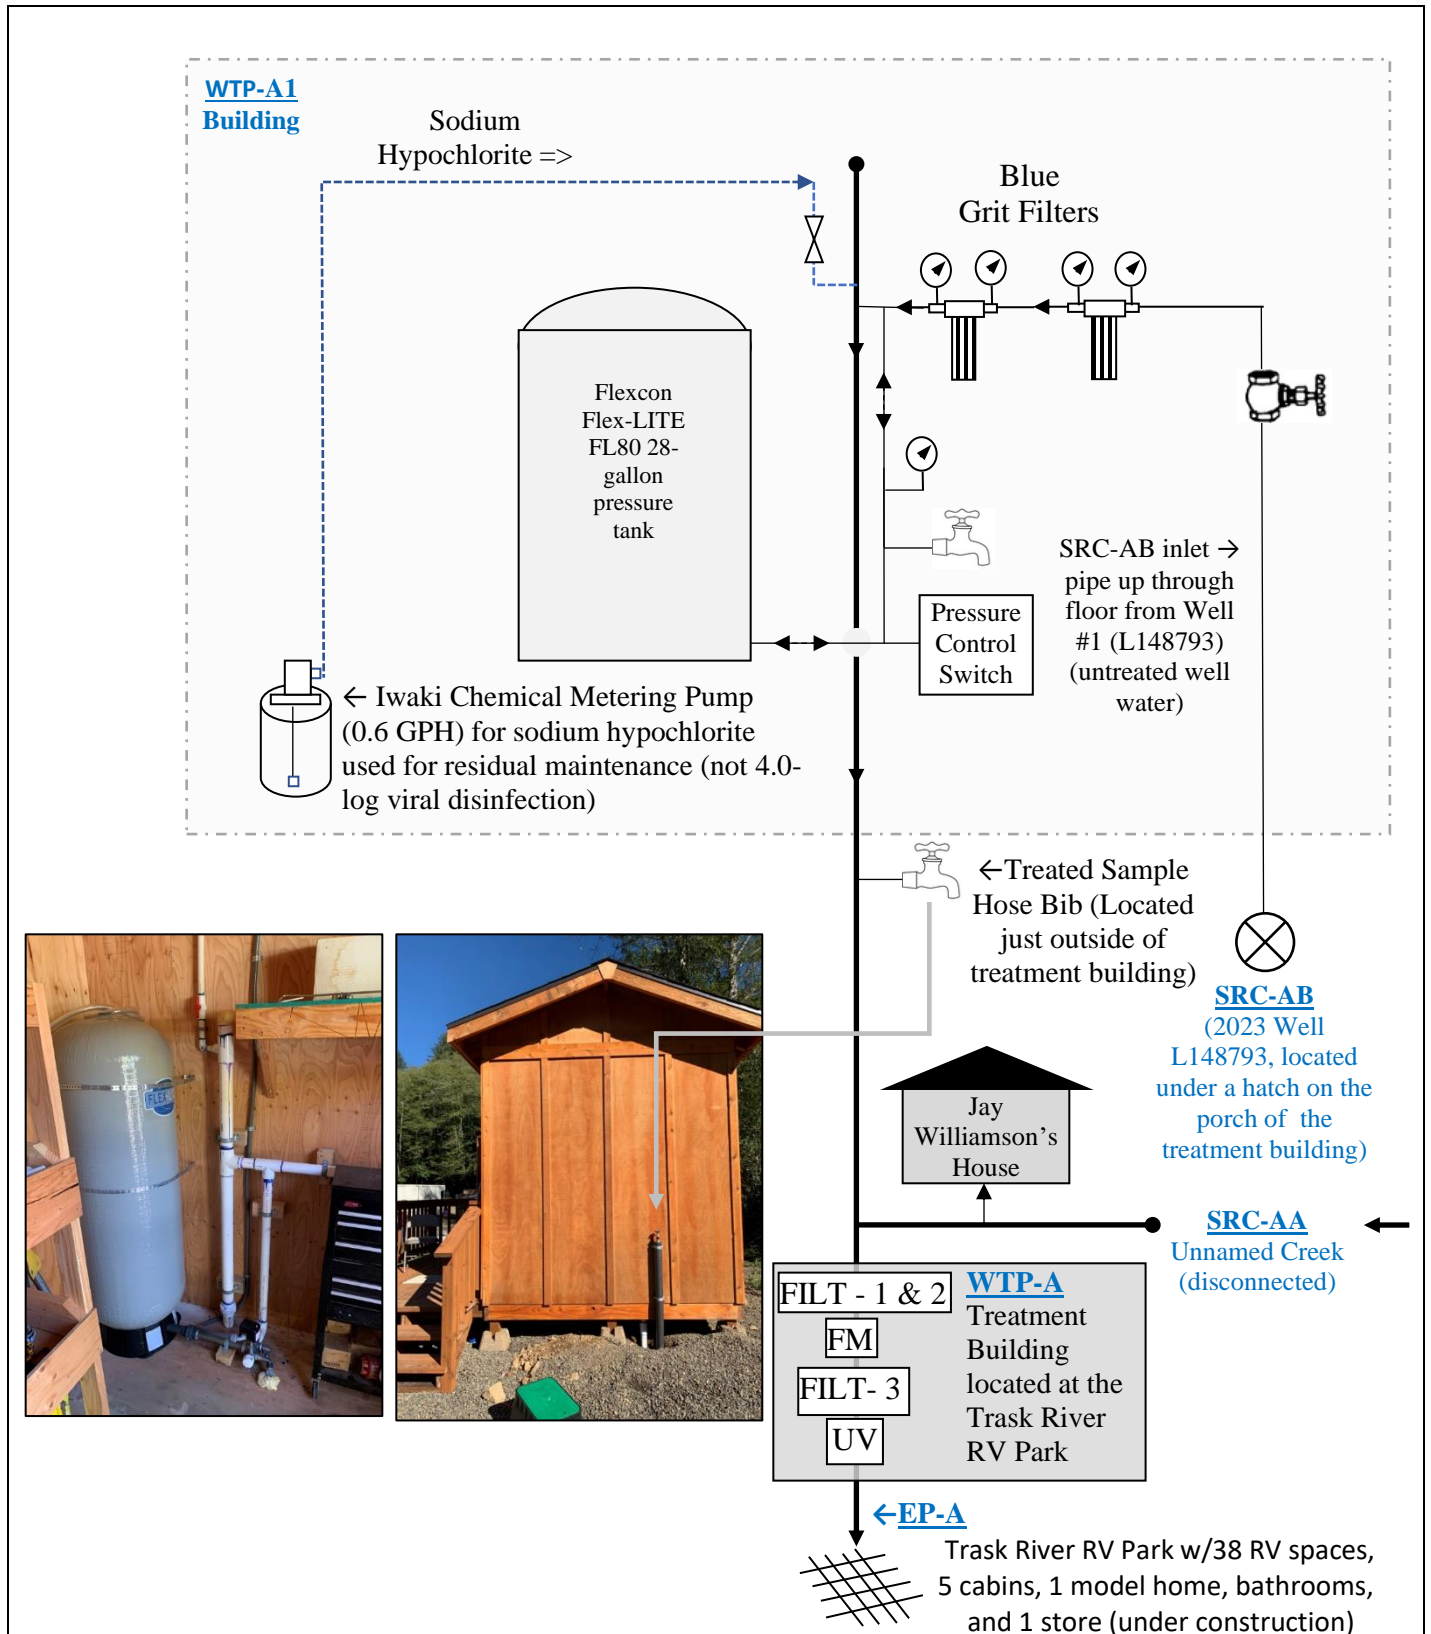 WTP-A1
Building
Sodium
Hypochlorite =>
Blue
Grit Filters
Flexcon
Flex-LITE
FL80 28-
gallon
pressure
tank
SRC-AB inlet →
pipe up through
floor from Well
#1 (L148793)
(untreated well
water)
Pressure
Control
Switch
← Iwaki Chemical Metering Pump
(0.6 GPH) for sodium hypochlorite
used for residual maintenance (not 4.0-
log viral disinfection)
←Treated Sample
Hose Bib (Located
just outside of
treatment building)
SRC-AB
(2023 Well
L148793, located
under a hatch on the
porch of the
treatment building)
Jay
Williamson’s
House
SRC-AA
Unnamed Creek
(disconnected)
FILT - 1 & 2
FM
FILT- 3
UV
WTP-A
Treatment
Building
located at the
Trask River
RV Park
←EP-A
Trask River RV Park w/38 RV spaces,
5 cabins, 1 model home, bathrooms,
and 1 store (under construction)